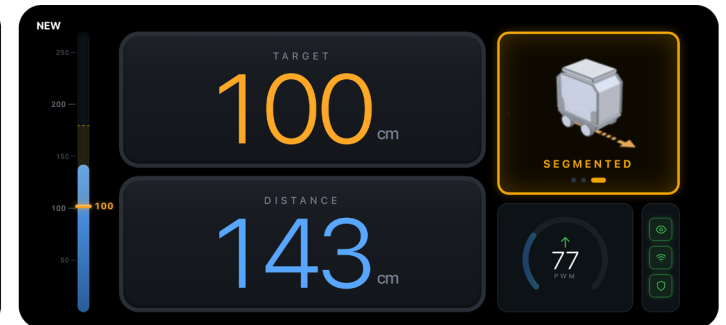 NEW
250
200
150
100
50
100
TARGET
100 cm
DISTANCE
143 cm
SEGMENTED
77
PWM